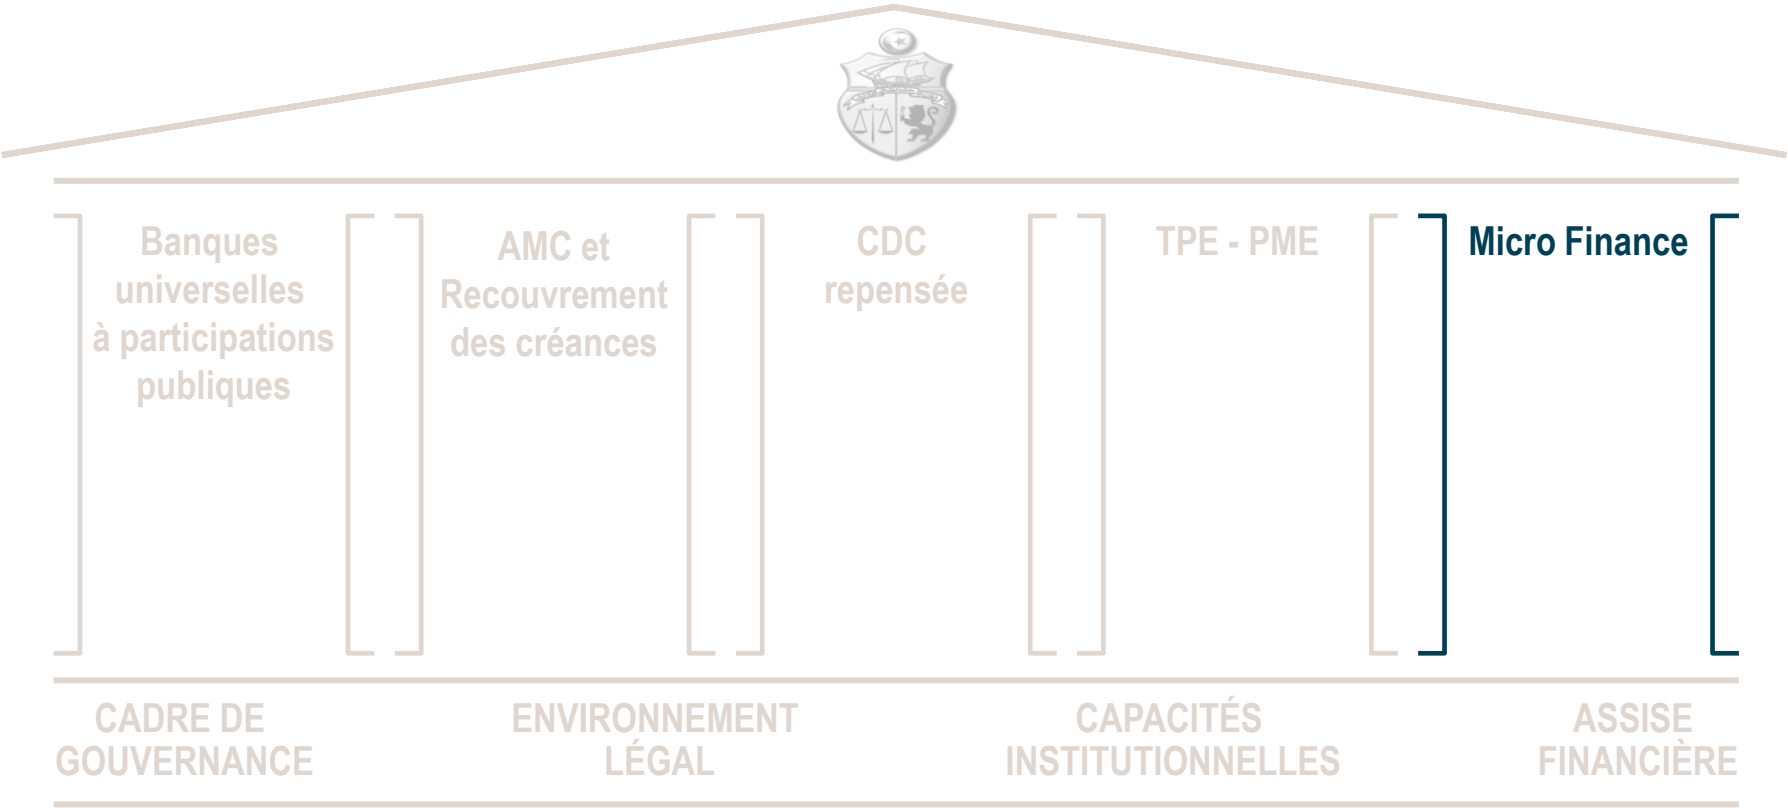 Banques
universelles
à participations
publiques
AMC et
Recouvrement
des créances
CDC
repensée
TPE - PME
Micro Finance
CADRE DE
GOUVERNANCE
ENVIRONNEMENT
LÉGAL
CAPACITÉS
INSTITUTIONNELLES
ASSISE
FINANCIÈRE